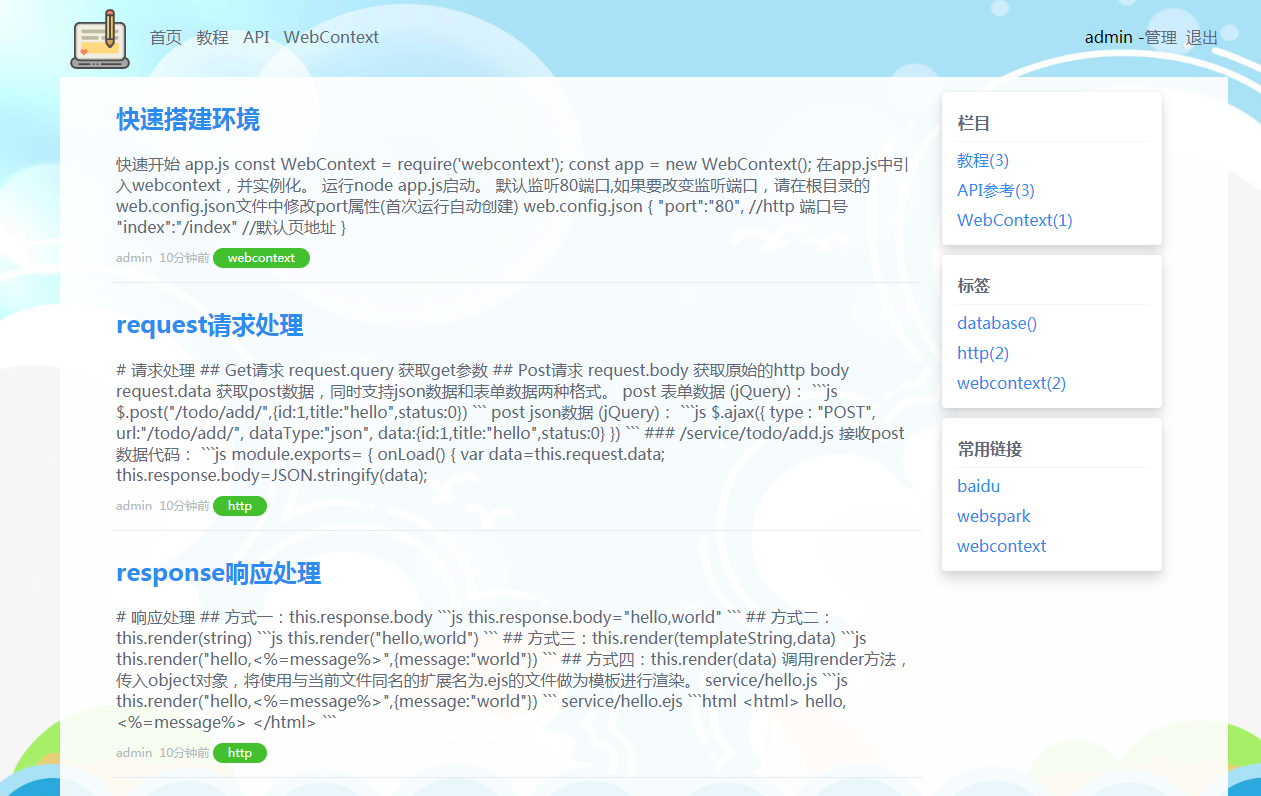 首页 教程 API WebContext
admin -管理 退出
快速搭建环境
快速开始 app.js const WebContext = require('webcontext'); const app = new WebContext(); 在app.js中引
入webcontext，并实例化。 运行node app.js启动。 默认监听80端口,如果要改变监听端口，请在根目录的
web.config.json文件中修改port属性(首次运行自动创建) web.config.json { "port":"80", //http 端口号
"index":"/index" //默认页地址 }
admin 10分钟前 webcontext
request请求处理
# 请求处理 ## Get请求 request.query 获取get参数 ## Post请求 request.body 获取原始的http body
request.data 获取post数据，同时支持json数据和表单数据两种格式。 post 表单数据 (jQuery)： ```js
$.post("/todo/add/",{id:1,title:"hello",status:0}) ``` post json数据 (jQuery)： ```js $.ajax({ type : "POST",
url:"/todo/add/", dataType:"json", data:{id:1,title:"hello",status:0} }) ``` ### /service/todo/add.js 接收post
数据代码： ```js module.exports= { onLoad() { var data=this.request.data;
this.response.body=JSON.stringify(data);
admin 10分钟前 http
response响应处理
# 响应处理 ## 方式一：this.response.body ```js this.response.body="hello,world" ``` ## 方式二：
this.render(string) ```js this.render("hello,world") ``` ## 方式三：this.render(templateString,data) ```js
this.render("hello,<%=message%>",{message:"world"}) ``` ## 方式四：this.render(data) 调用render方法，
传入object对象，将使用与当前文件同名的扩展名为.ejs的文件做为模板进行渲染。 service/hello.js ```js
this.render("hello,<%=message%>",{message:"world"}) ``` service/hello.ejs ```html <html> hello,
<%=message%> </html> ```
admin 10分钟前 http
栏目
教程(3)
API参考(3)
WebContext(1)
标签
database()
http(2)
webcontext(2)
常用链接
baidu
webspark
webcontext